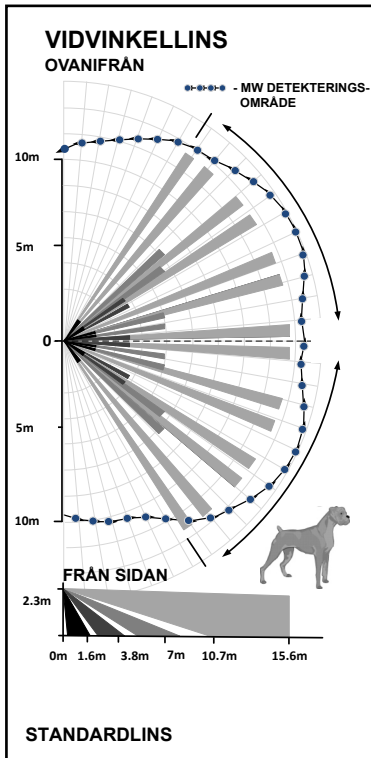 VIDVINKELLINS
OVANIFRÅN
- MW DETEKTERINGS-
OMRÅDE
10m
5m
0
5m
10m
FRÅN SIDAN
2.3m
0m 1.6m 3.8m 7m 10.7m 15.6m
STANDARDLINS